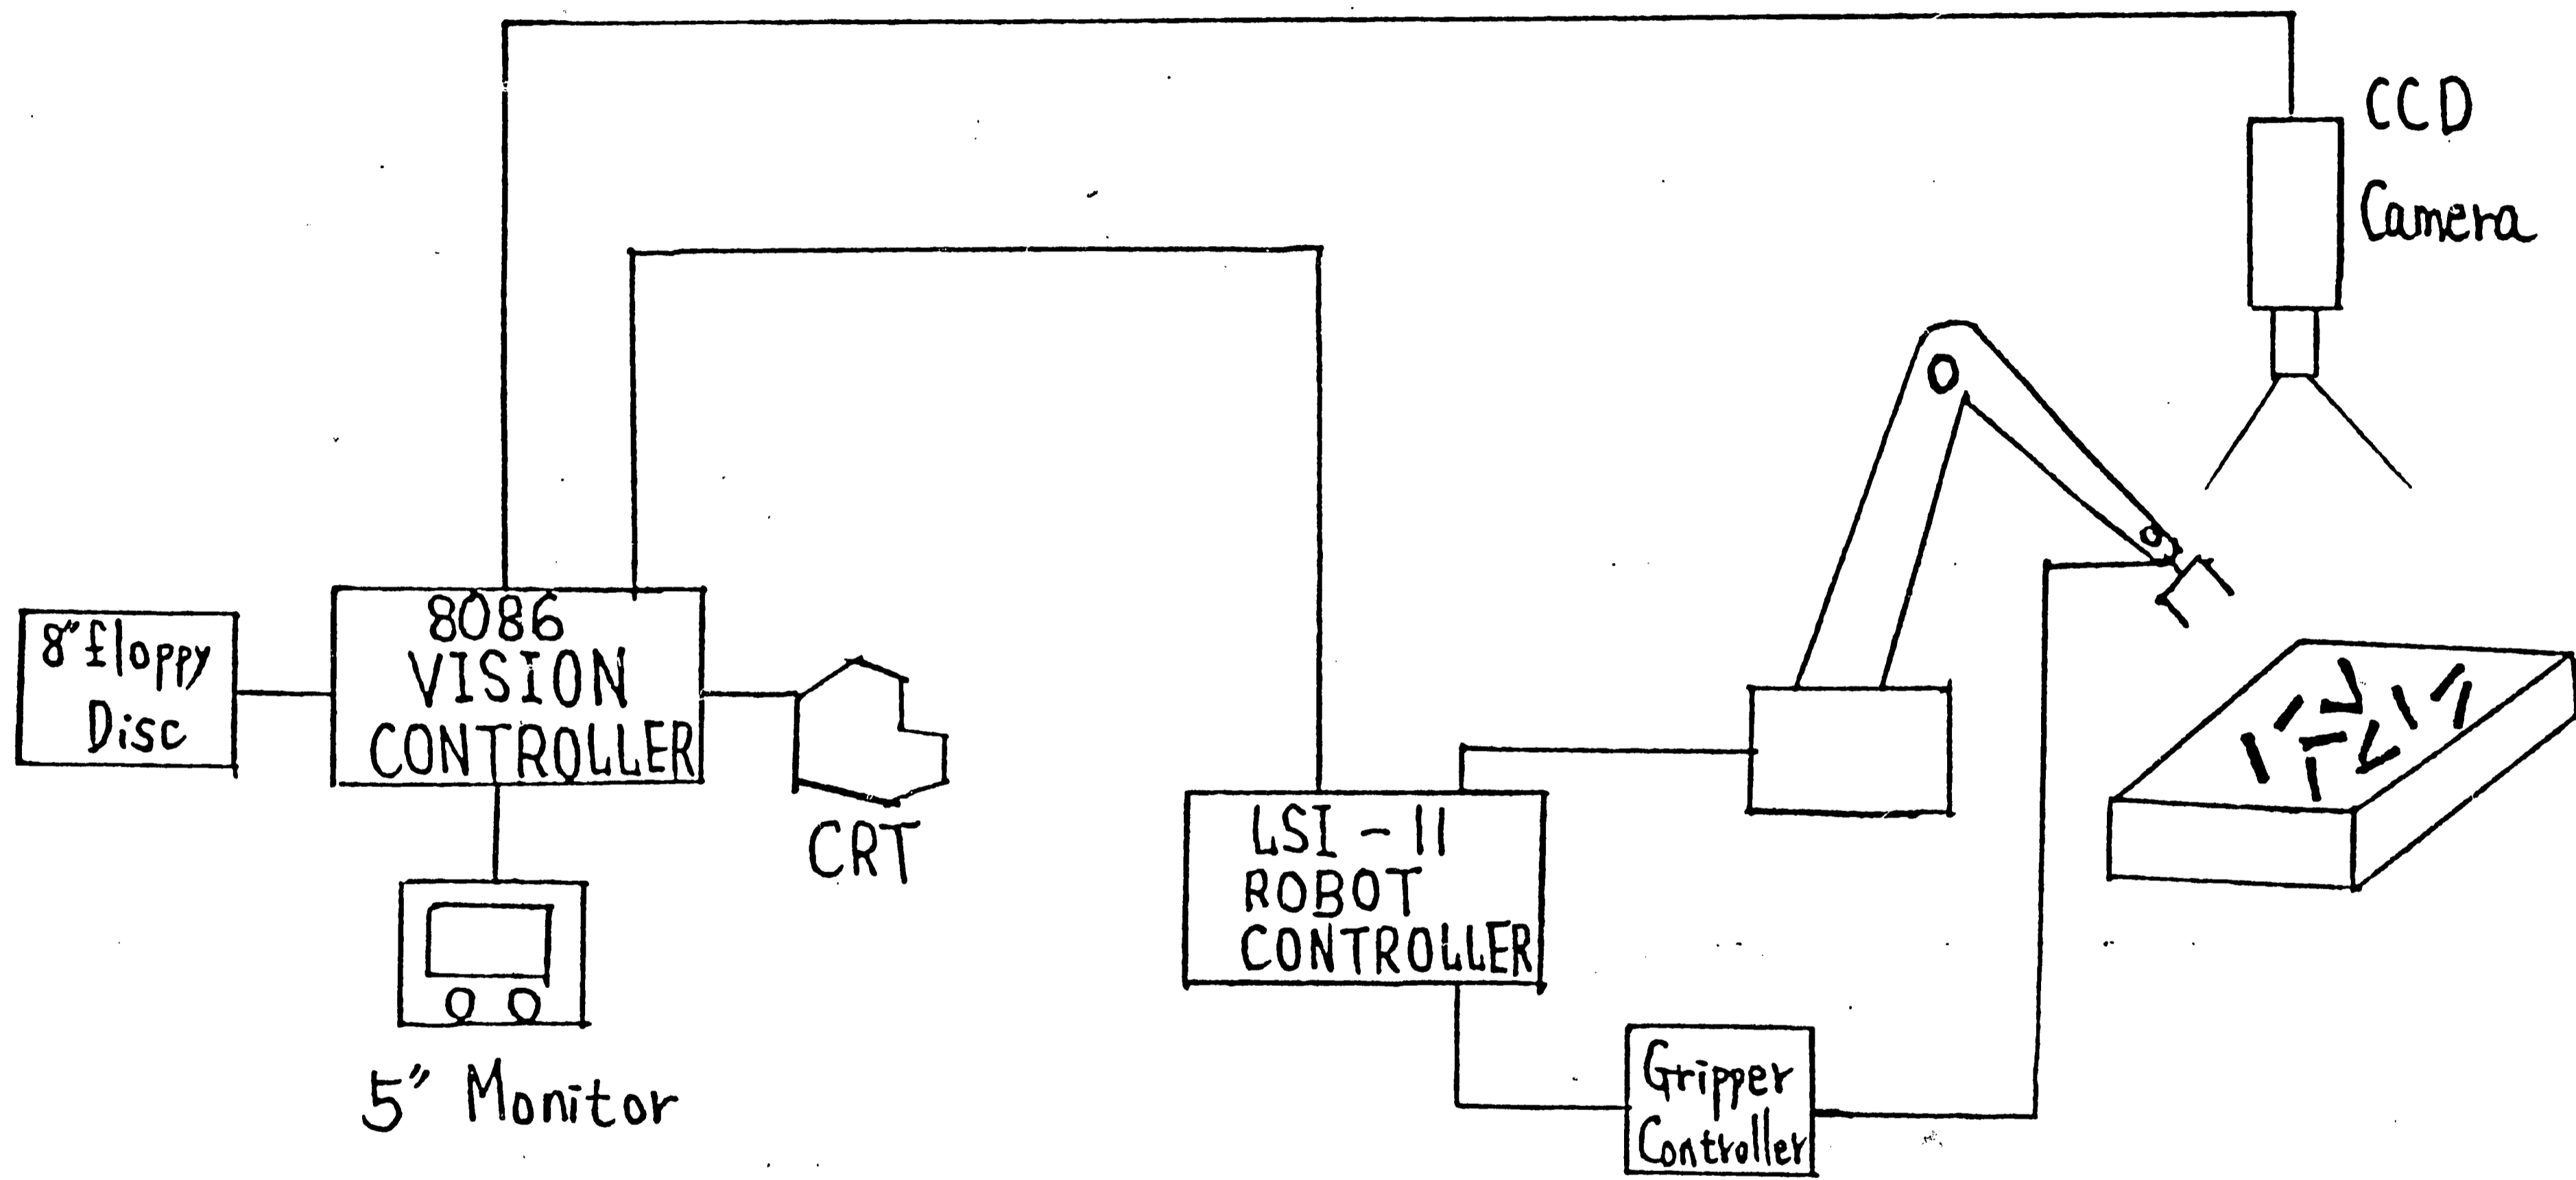 CCD
Camera
8" floppy
Disc
8086
VISION
CONTROLLER
CRT
5" Monitor
LSI-11
ROBOT
CONTROLLER
Gripper
Controller